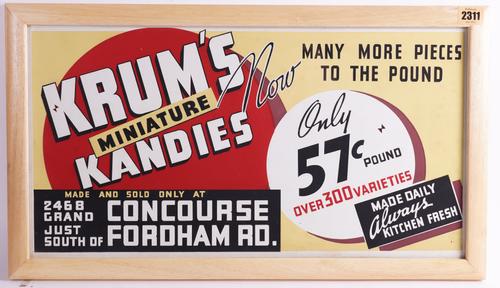 2311
KRUM'S
MINIATURE
KANDIES
Now
MANY MORE PIECES
TO THE POUND
Only
57c POUND
OVER 300 VARIETIES
MADE DAILY
Always
KITCHEN FRESH
MADE AND SOLD ONLY AT
2468
GRAND
CONCOURSE
JUST
SOUTH OF
FORDHAM RD.